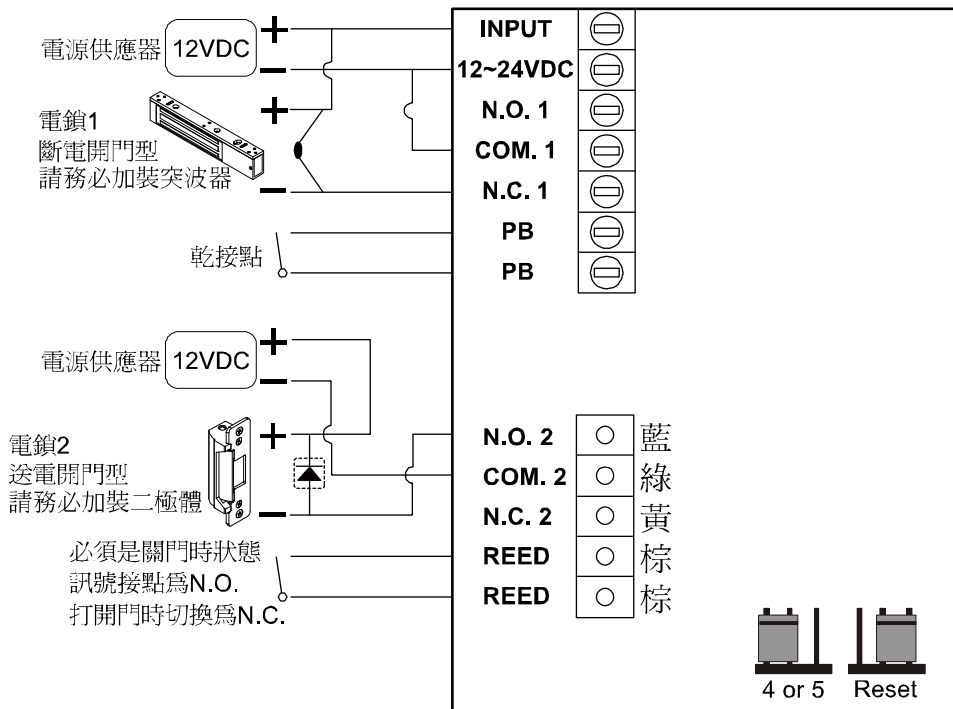 電源供應器 12VDC + −
電鎖1
斷電開門型
請務必加裝突波器
+ −
乾接點
電源供應器 12VDC + −
電鎖2
送電開門型
請務必加裝二極體
+ −
必須是關門時狀態
訊號接點為N.O.
打開門時切換為N.C.
INPUT
12~24VDC
N.O. 1
COM. 1
N.C. 1
PB
PB
N.O. 2 藍
COM. 2 綠
N.C. 2 黃
REED 棕
REED 棕
4 or 5 Reset